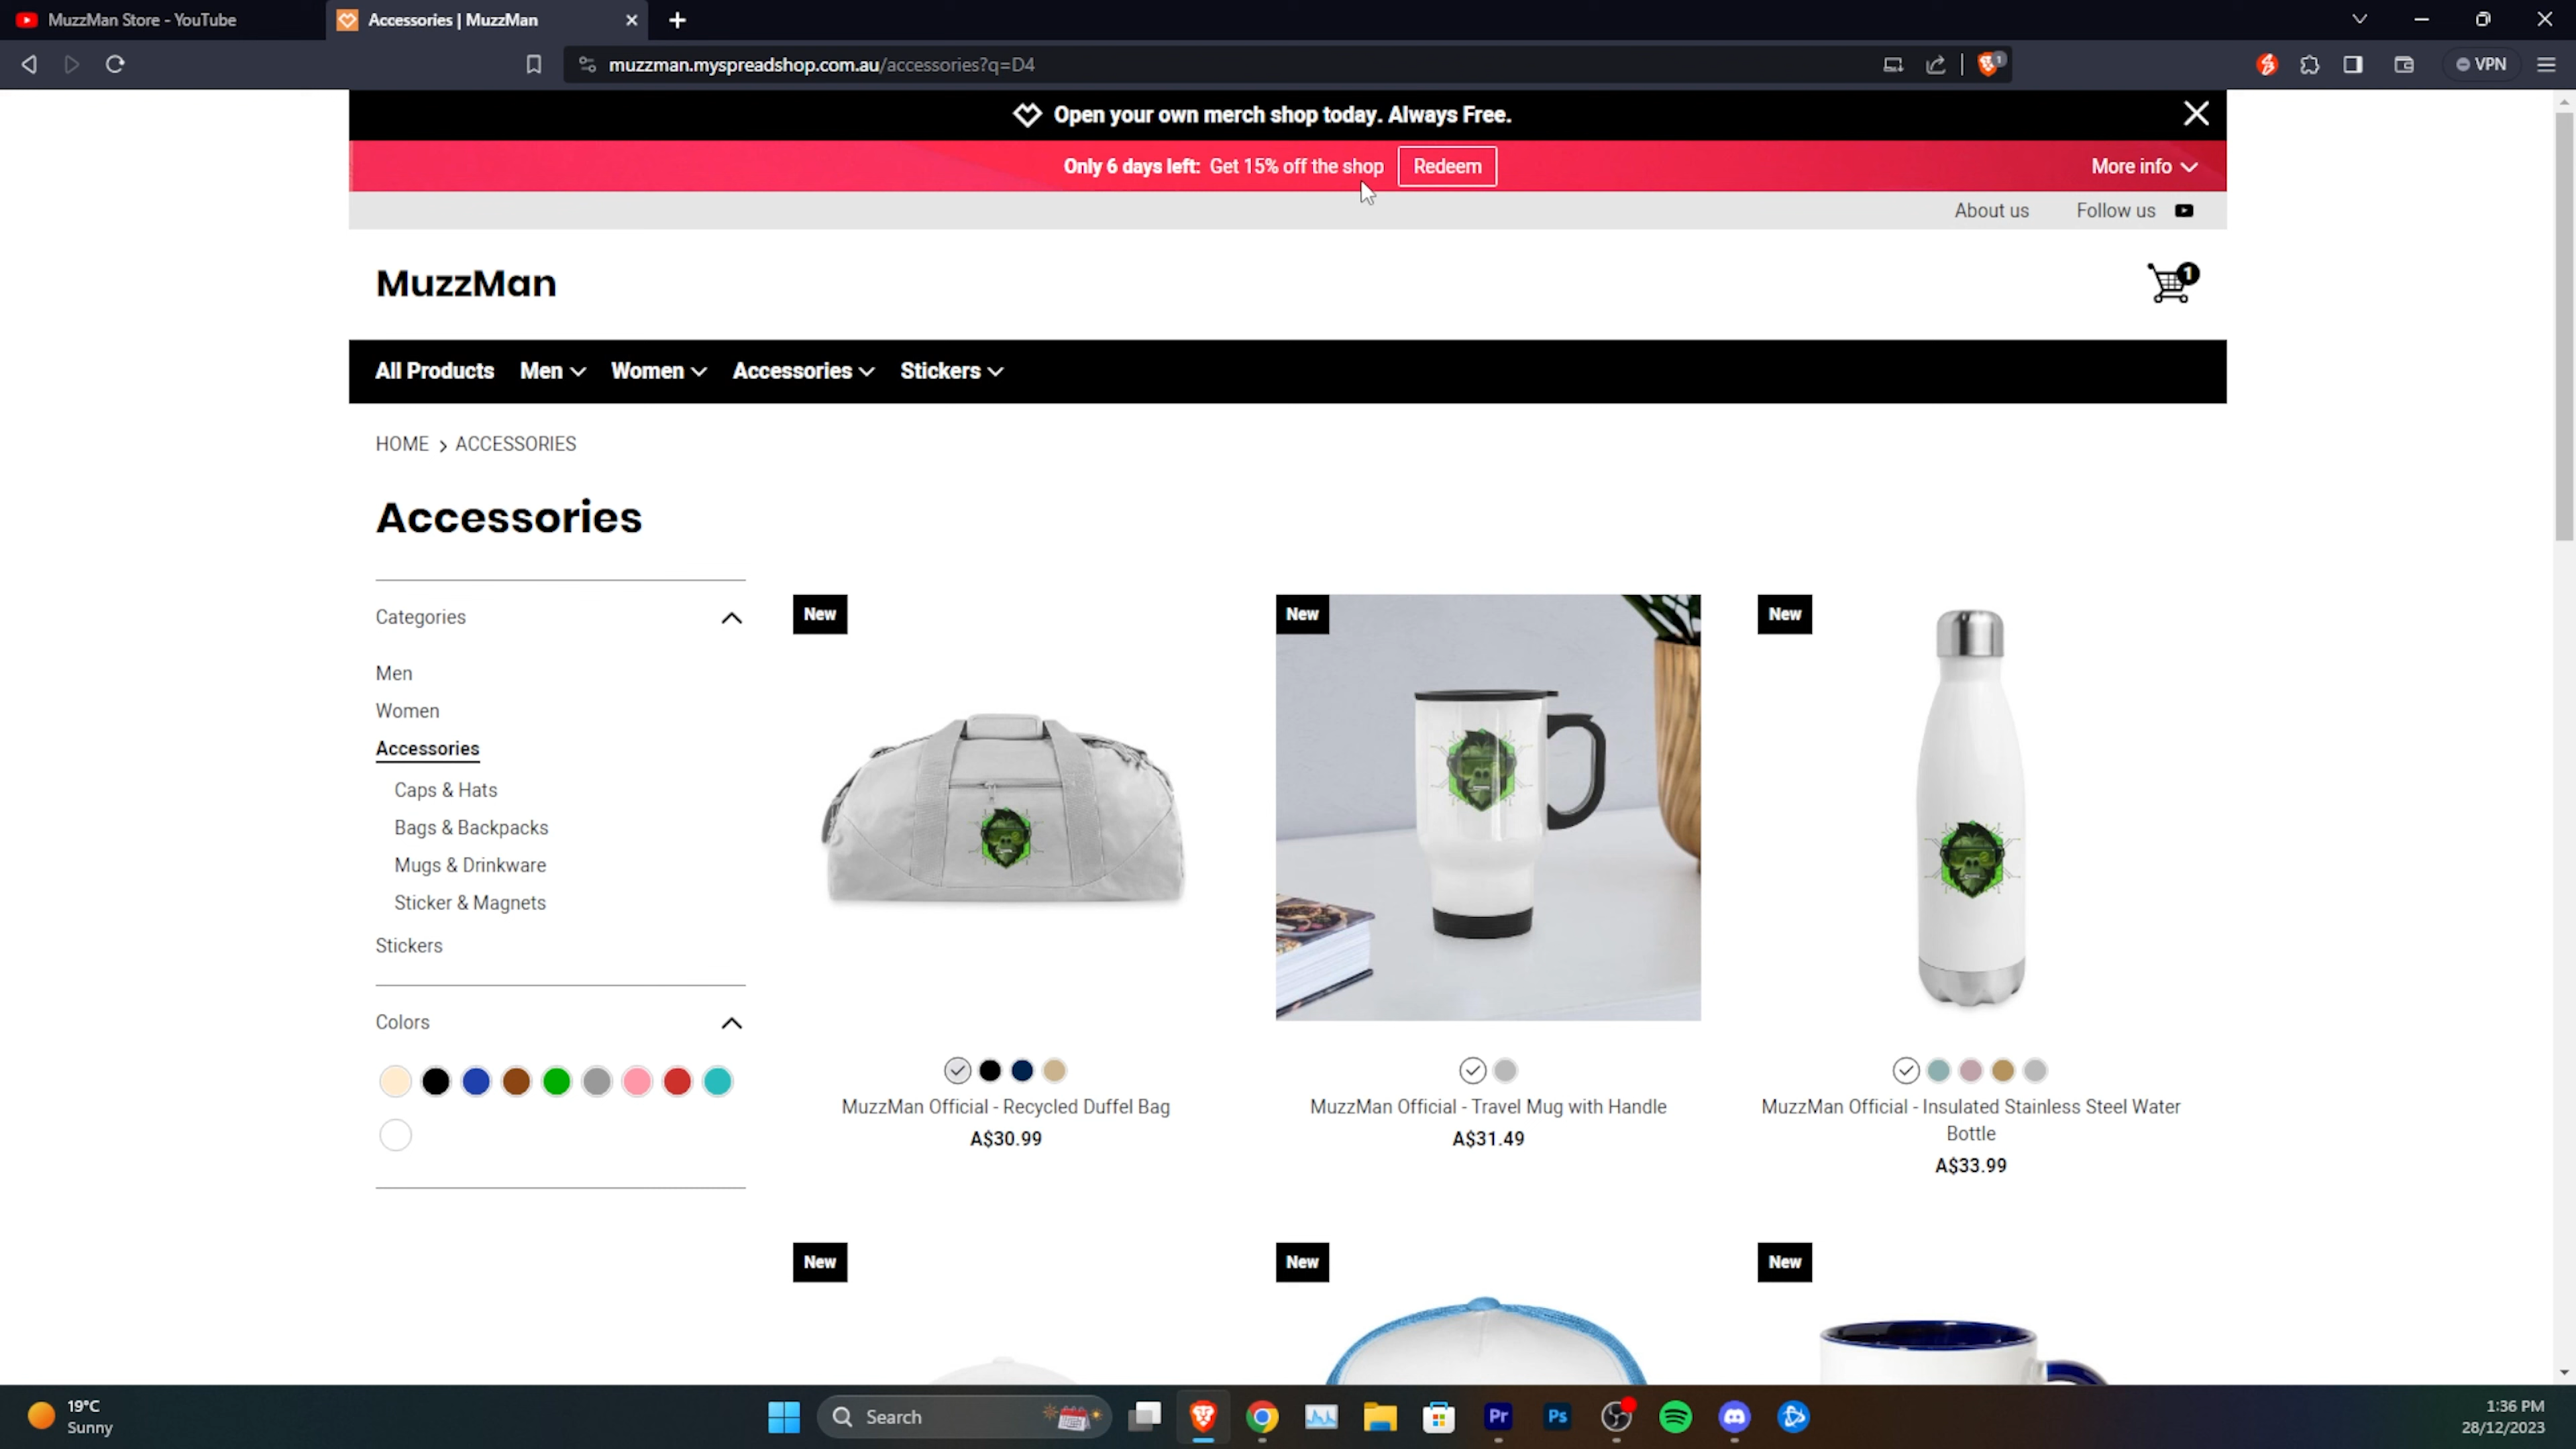 MuzzMan Store - YouTube
Accessories | MuzzMan
muzzman.myspreadshop.com.au/accessories?q=D4
1
VPN
Open your own merch shop today. Always Free.
Only 6 days left: Get 15% off the shop
Redeem
More info
About us
Follow us
MuzzMan
1
All Products
Men
Women
Accessories
Stickers
HOME > ACCESSORIES
Accessories
Categories
Men
Women
Accessories
Caps & Hats
Bags & Backpacks
Mugs & Drinkware
Sticker & Magnets
Stickers
Colors
New
MuzzMan Official - Recycled Duffel Bag
A$30.99
New
MuzzMan Official - Travel Mug with Handle
A$31.49
New
MuzzMan Official - Insulated Stainless Steel Water
Bottle
A$33.99
New
New
New
19°C
Sunny
Search
Pr
Ps
1:36 PM
28/12/2023